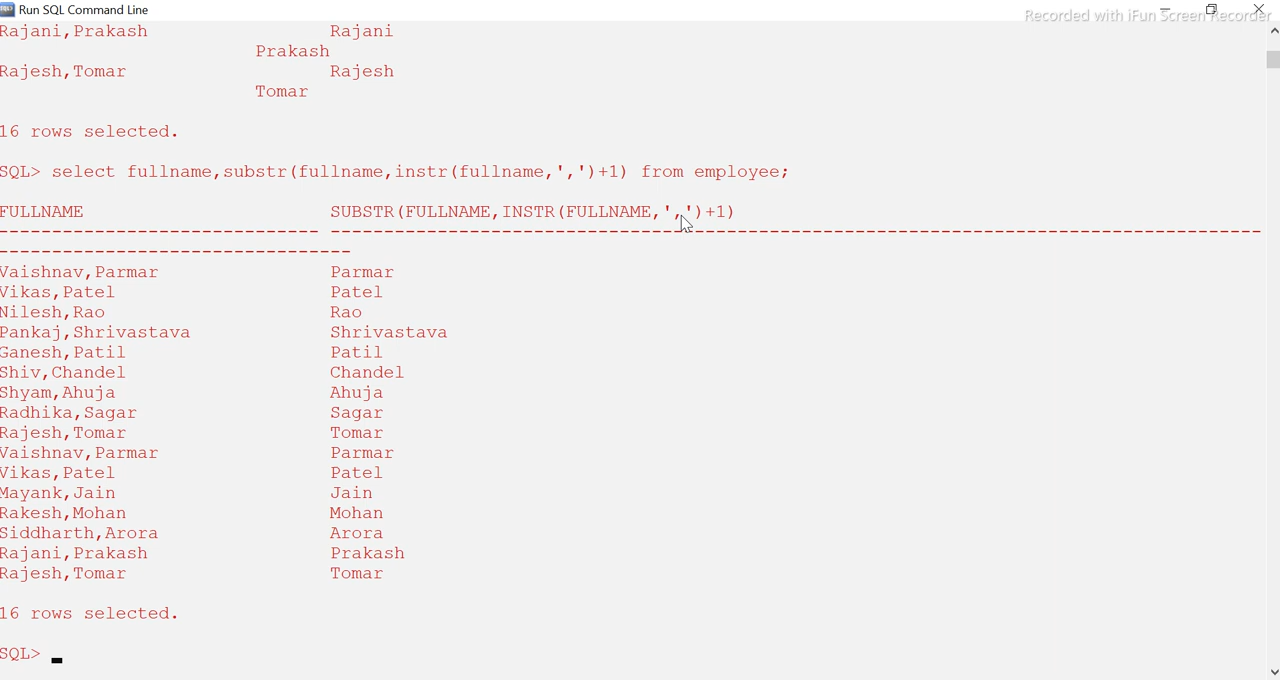 Run SQL Command Line
Recorded with iFun Screen Recorder
Rajani,Prakash Rajani
Prakash
Rajesh,Tomar Rajesh
Tomar
16 rows selected.
SQL> select fullname,substr(fullname,instr(fullname,',')+1) from employee;
FULLNAME SUBSTR(FULLNAME,INSTR(FULLNAME,',')+1)
-------------------------------- ----------------------------------------------------------------------------------------
---------------------------------
Vaishnav,Parmar Parmar
Vikas,Patel Patel
Nilesh,Rao Rao
Pankaj,Shrivastava Shrivastava
Ganesh,Patil Patil
Shiv,Chandel Chandel
Shyam,Ahuja Ahuja
Radhika,Sagar Sagar
Rajesh,Tomar Tomar
Vaishnav,Parmar Parmar
Vikas,Patel Patel
Mayank,Jain Jain
Rakesh,Mohan Mohan
Siddharth,Arora Arora
Rajani,Prakash Prakash
Rajesh,Tomar Tomar
16 rows selected.
SQL>